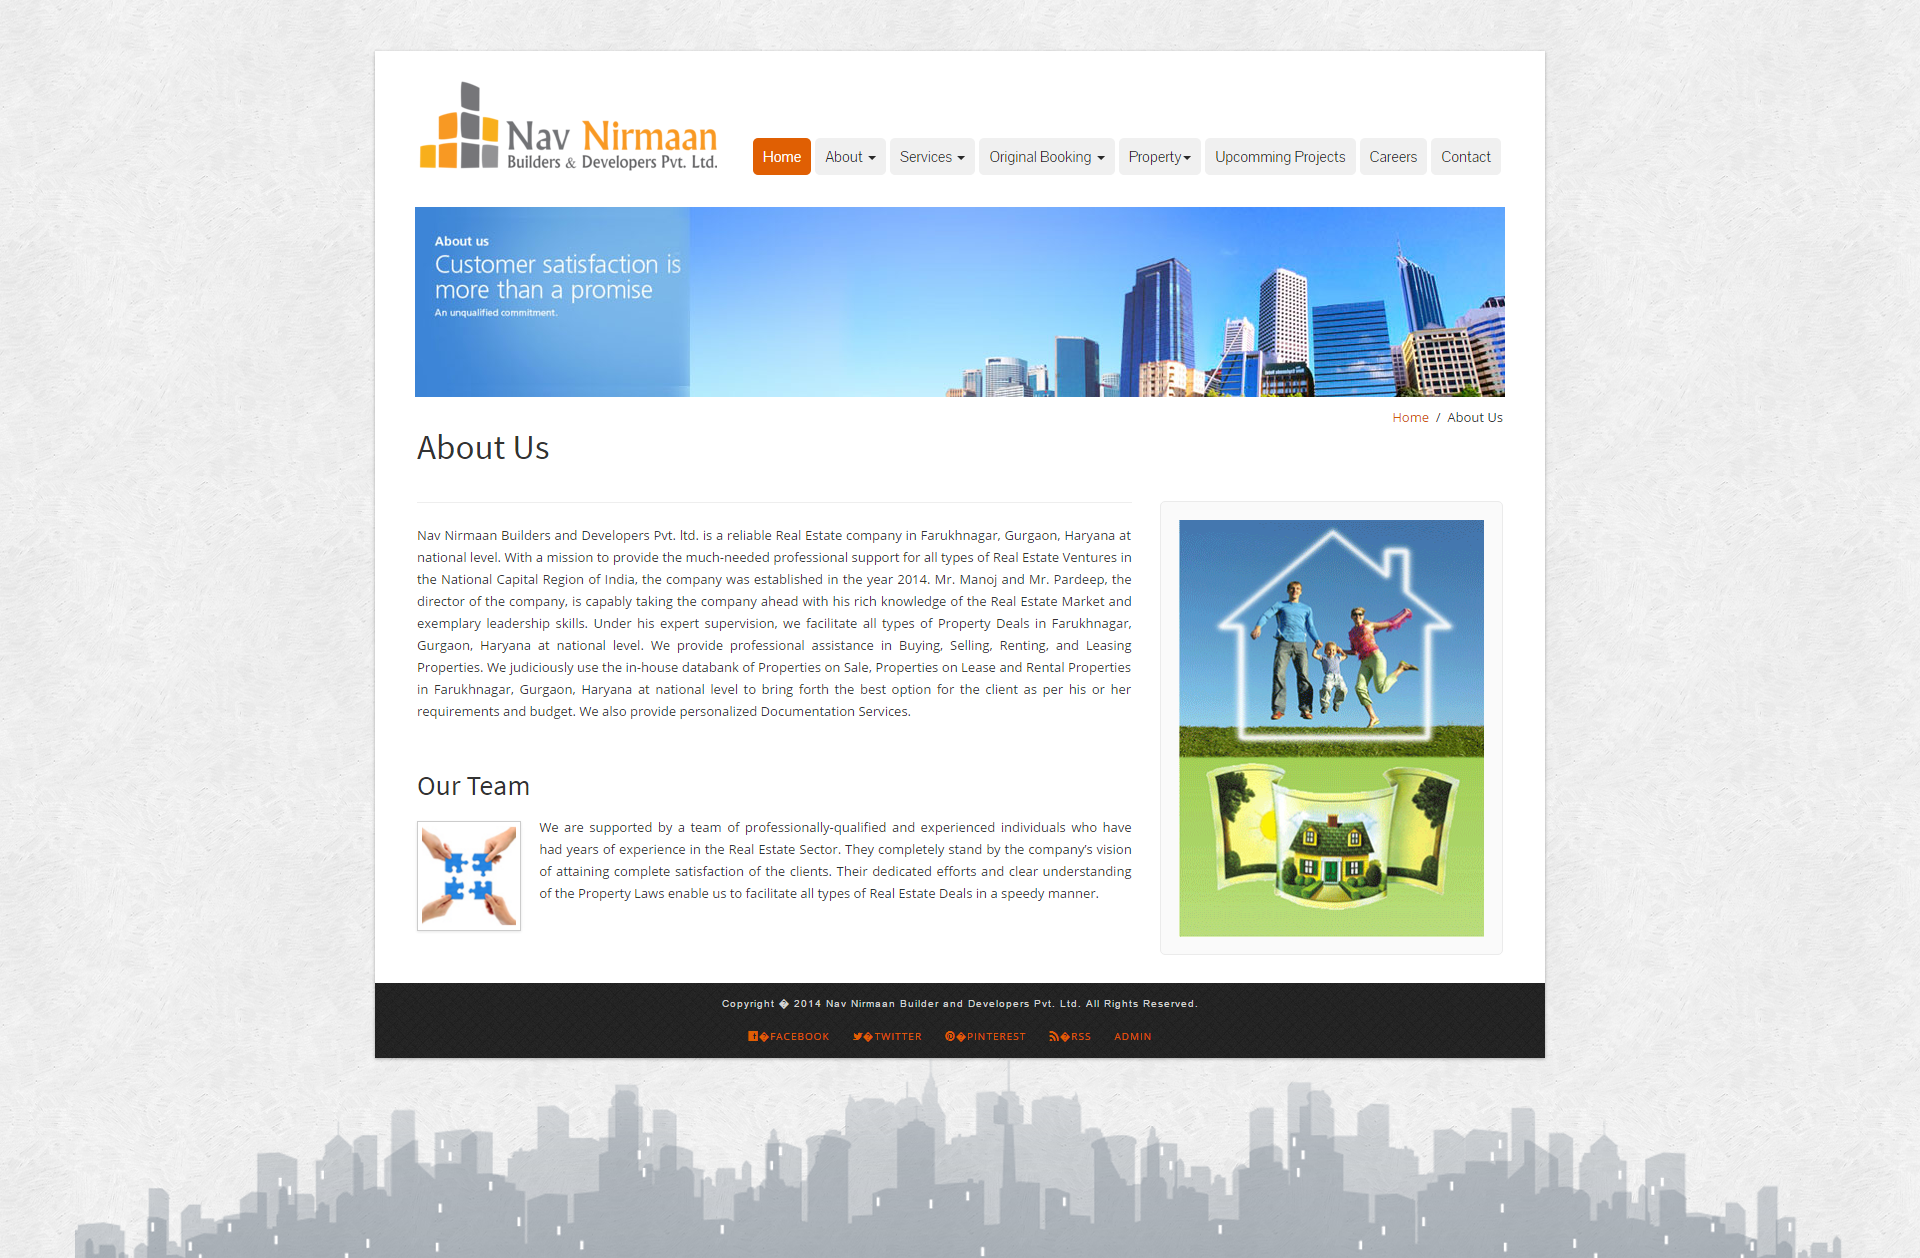 Nav Nirmaan
Builders & Developers Pvt. Ltd.
Home About Services Original Booking Property Upcomming Projects Careers Contact
About us
Customer satisfaction is
more than a promise
An unqualified commitment.
Home / About Us
About Us
Nav Nirmaan Builders and Developers Pvt. ltd. is a reliable Real Estate company in Farukhnagar, Gurgaon, Haryana at
national level. With a mission to provide the much-needed professional support for all types of Real Estate Ventures in
the National Capital Region of India, the company was established in the year 2014. Mr. Manoj and Mr. Pardeep, the
director of the company, is capably taking the company ahead with his rich knowledge of the Real Estate Market and
exemplary leadership skills. Under his expert supervision, we facilitate all types of Property Deals in Farukhnagar,
Gurgaon, Haryana at national level. We provide professional assistance in Buying, Selling, Renting, and Leasing
Properties. We judiciously use the in-house databank of Properties on Sale, Properties on Lease and Rental Properties
in Farukhnagar, Gurgaon, Haryana at national level to bring forth the best option for the client as per his or her
requirements and budget. We also provide personalized Documentation Services.
Our Team
We are supported by a team of professionally-qualified and experienced individuals who have
had years of experience in the Real Estate Sector. They completely stand by the company’s vision
of attaining complete satisfaction of the clients. Their dedicated efforts and clear understanding
of the Property Laws enable us to facilitate all types of Real Estate Deals in a speedy manner.
Copyright � 2014 Nav Nirmaan Builder and Developers Pvt. Ltd. All Rights Reserved.
�FACEBOOK �TWITTER �PINTEREST �RSS ADMIN